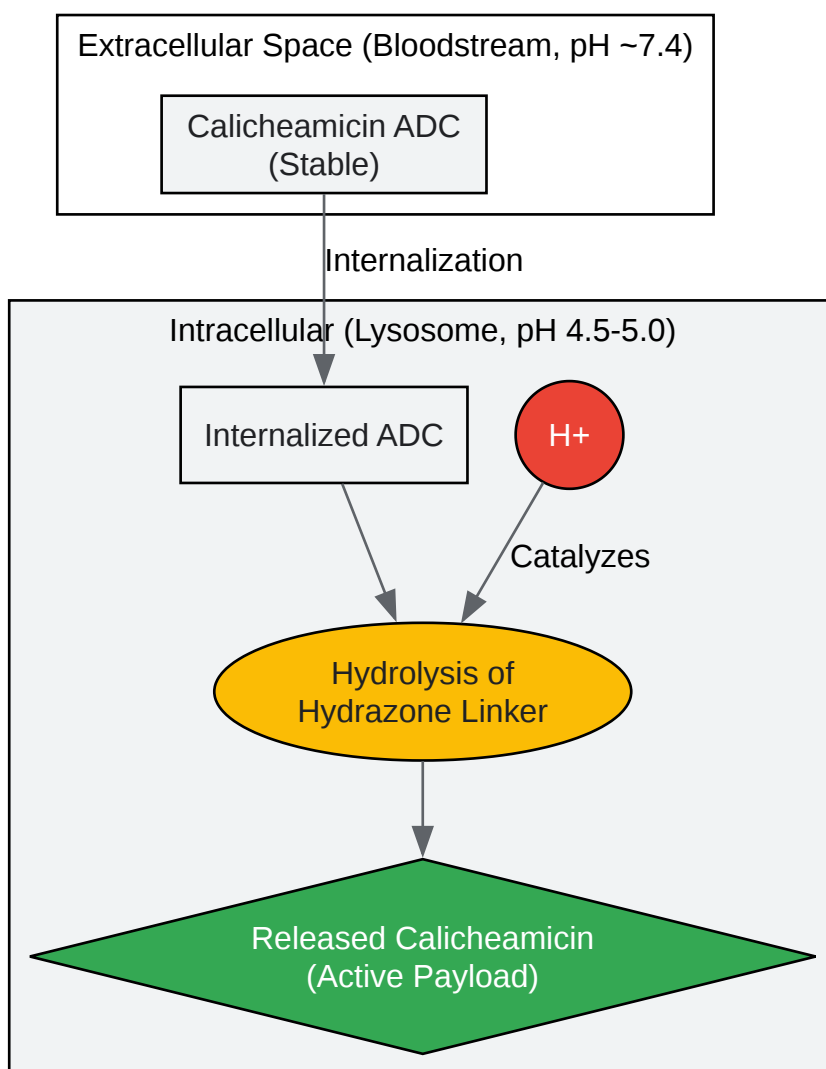 Extracellular Space (Bloodstream, pH ~7.4)
Calicheamicin ADC
(Stable)
Internalization
Intracellular (Lysosome, pH 4.5-5.0)
Internalized ADC
H+
Catalyzes
Hydrolysis of
Hydrazone Linker
Released Calicheamicin
(Active Payload)